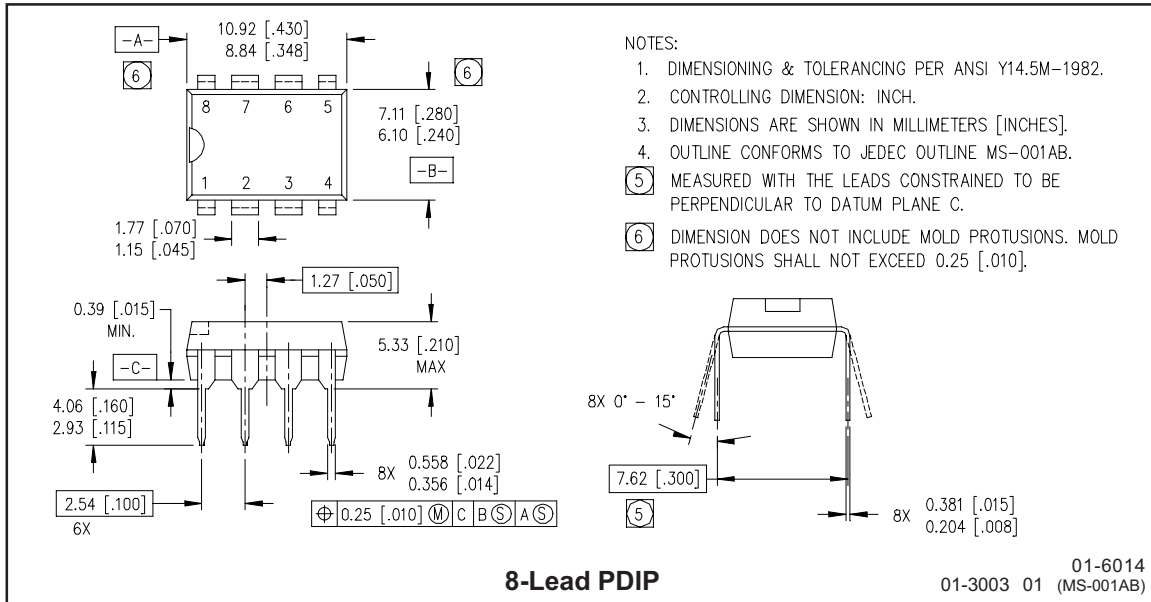 -A-
10.92 [.430]
8.84 [.348]
6
6
8 7 6 5
7.11 [.280]
6.10 [.240]
-B-
1 2 3 4
1.77 [.070]
1.15 [.045]
1.27 [.050]
0.39 [.015]
MIN.
5.33 [.210]
MAX
-C-
4.06 [.160]
2.93 [.115]
8X 0.558 [.022]
0.356 [.014]
2.54 [.100]
6X
⌖ 0.25 [.010] Ⓜ C B Ⓢ A Ⓢ
NOTES:
1. DIMENSIONING & TOLERANCING PER ANSI Y14.5M-1982.
2. CONTROLLING DIMENSION: INCH.
3. DIMENSIONS ARE SHOWN IN MILLIMETERS [INCHES].
4. OUTLINE CONFORMS TO JEDEC OUTLINE MS-001AB.
5 MEASURED WITH THE LEADS CONSTRAINED TO BE
PERPENDICULAR TO DATUM PLANE C.
6 DIMENSION DOES NOT INCLUDE MOLD PROTUSIONS. MOLD
PROTUSIONS SHALL NOT EXCEED 0.25 [.010].
8X 0° - 15°
7.62 [.300]
5
8X 0.381 [.015]
0.204 [.008]
8-Lead PDIP
01-6014
01-3003 01 (MS-001AB)